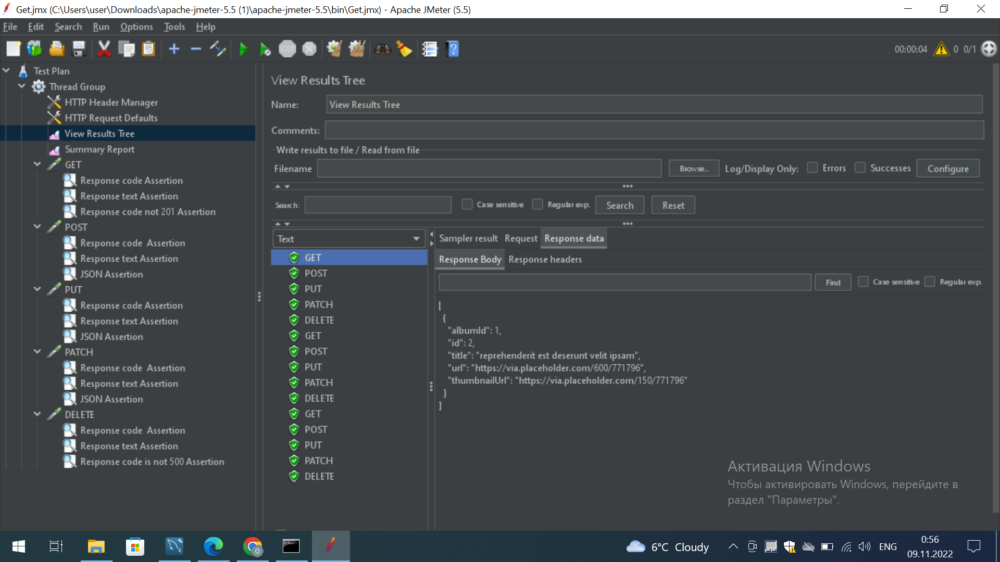 Get.jmx (C:\Users\user\Downloads\apache-jmeter-5.5 (1)\apache-jmeter-5.5\bin\Get.jmx) - Apache JMeter (5.5)
File Edit Search Run Options Tools Help
STOP
00:00:04 0 0/1
Test Plan
Thread Group
HTTP Header Manager
HTTP Request Defaults
View Results Tree
Summary Report
GET
Response code Assertion
Response text Assertion
Response code not 201 Assertion
POST
Response code  Assertion
Response text Assertion
JSON Assertion
PUT
Response code Assertion
Response text Assertion
JSON Assertion
PATCH
Response code  Assertion
Response text Assertion
JSON Assertion
DELETE
Response code  Assertion
Response text Assertion
Response code is not 500 Assertion
View Results Tree
Name: View Results Tree
Comments:
Write results to file / Read from file
Filename Browse... Log/Display Only: Errors Successes Configure
Search: Case sensitive Regular exp. Search Reset
Text
GET
POST
PUT
PATCH
DELETE
GET
POST
PUT
PATCH
DELETE
GET
POST
PUT
PATCH
DELETE
Sampler result Request Response data
Response Body Response headers
Find Case sensitive Regular exp.
[
{
"albumId": 1,
"id": 2,
"title": "reprehenderit est deserunt velit ipsam",
"url": "https://via.placeholder.com/600/771796",
"thumbnailUrl": "https://via.placeholder.com/150/771796"
}
]
Активация Windows
Чтобы активировать Windows, перейдите в
раздел "Параметры".
6°C Cloudy
ENG
0:56
09.11.2022